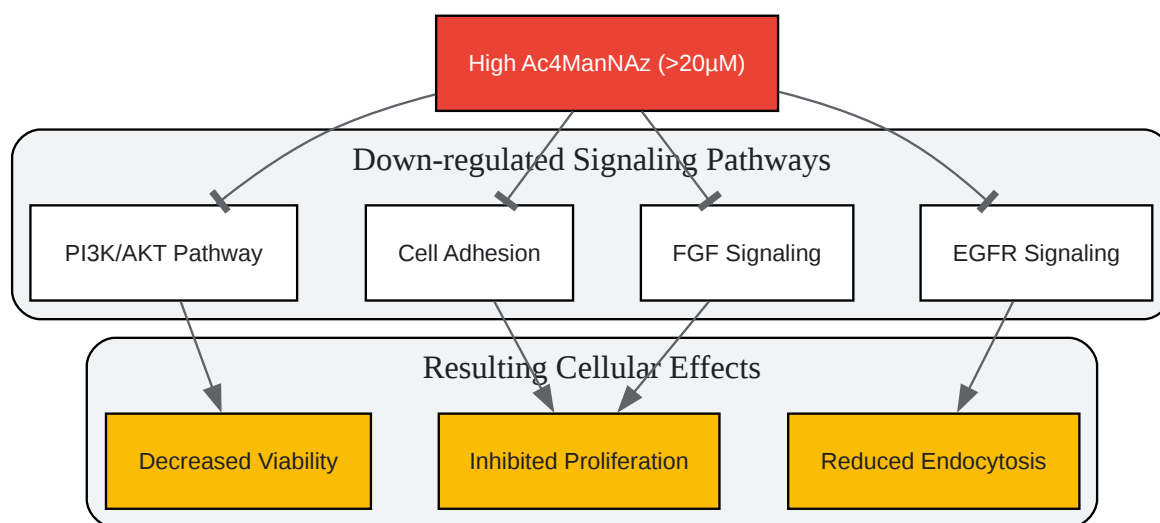 High Ac4ManNAz (>20µM)
Down-regulated Signaling Pathways
PI3K/AKT Pathway
Cell Adhesion
FGF Signaling
EGFR Signaling
Resulting Cellular Effects
Decreased Viability
Inhibited Proliferation
Reduced Endocytosis